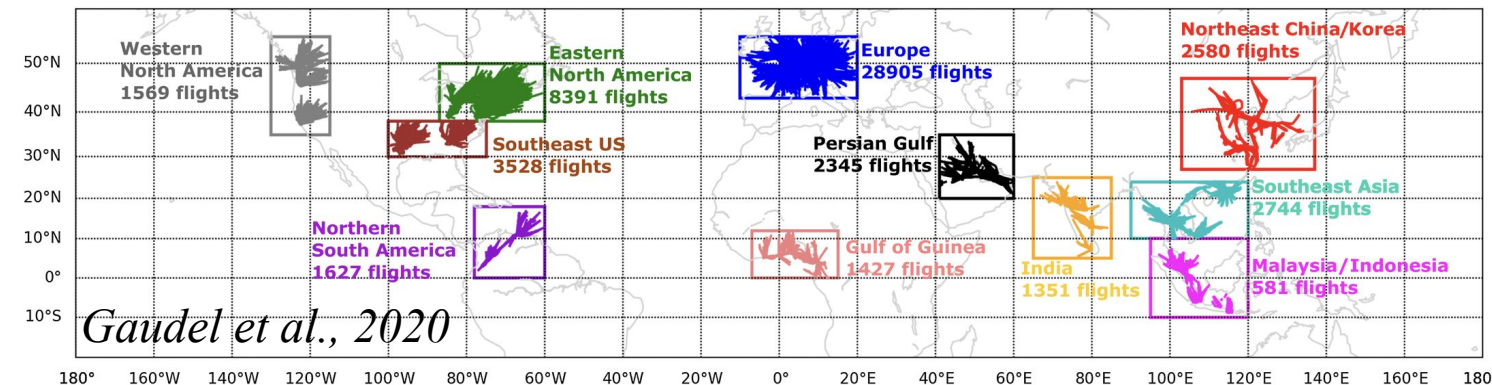 Western
North America
1569 flights
Eastern
North America
8391 flights
Southeast US
3528 flights
Northern
South America
1627 flights
Europe
28905 flights
Persian Gulf
2345 flights
Gulf of Guinea
1427 flights
India
1351 flights
Northeast China/Korea
2580 flights
Southeast Asia
2744 flights
Malaysia/Indonesia
581 flights
Gaudel et al., 2020
50°N
40°N
30°N
20°N
10°N
0°
10°S
180° 160°W 140°W 120°W 100°W 80°W 60°W 40°W 20°W 0° 20°E 40°E 60°E 80°E 100°E 120°E 140°E 160°E 180